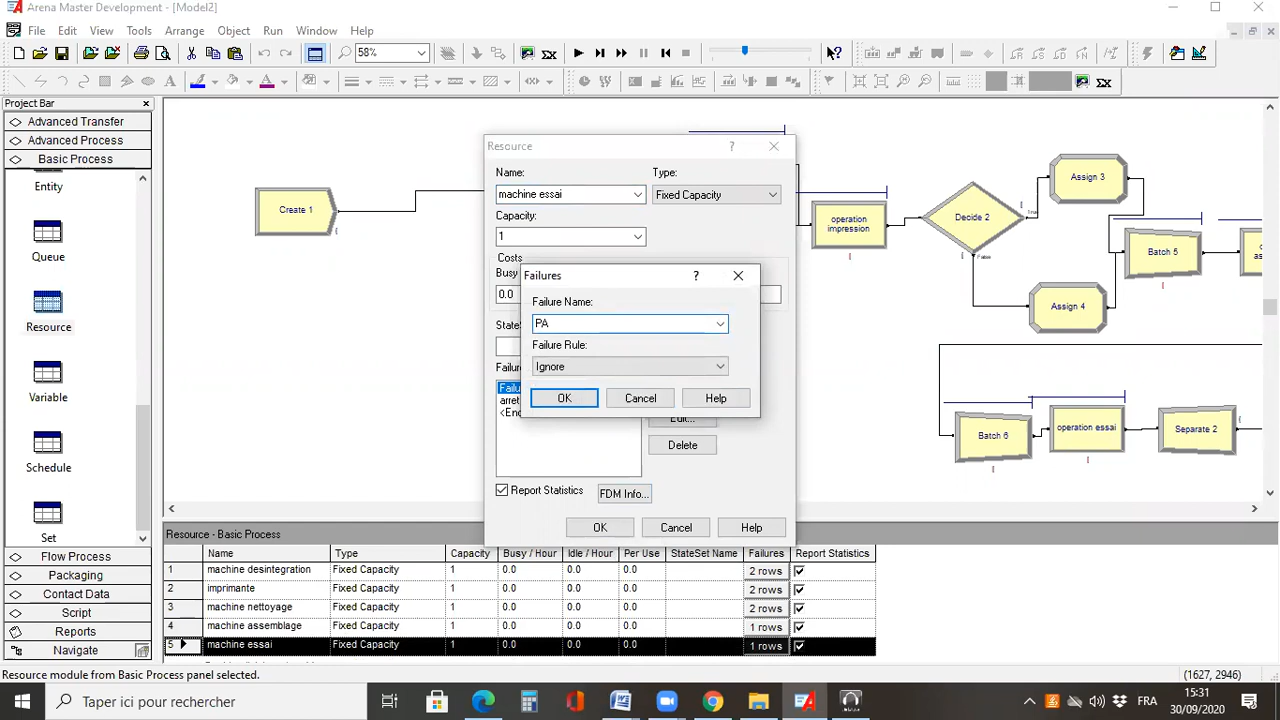 Arena Master Development - [Model2]
File Edit View Tools Arrange Object Run Window Help
58%
Project Bar
Advanced Transfer
Advanced Process
Basic Process
Entity
Queue
Resource
Variable
Schedule
Set
Flow Process
Packaging
Contact Data
Script
Reports
Navigate
Create 1
operation
impression
Decide 2
True
False
Assign 3
Assign 4
Batch 5
Batch 6
operation essai
Separate 2
Resource
Name:
Type:
machine essai
Fixed Capacity
Capacity:
1
Costs
Busy
0.0
Failures
Failure Name:
PA
Failure Rule:
Ignore
OK Cancel Help
Edit...
Delete
Report Statistics
FDM Info...
OK Cancel Help
Resource - Basic Process
Name Type Capacity Busy / Hour Idle / Hour Per Use StateSet Name Failures Report Statistics
1 machine desintegration Fixed Capacity 1 0.0 0.0 0.0 2 rows
2 imprimante Fixed Capacity 1 0.0 0.0 0.0 2 rows
3 machine nettoyage Fixed Capacity 1 0.0 0.0 0.0 2 rows
4 machine assemblage Fixed Capacity 1 0.0 0.0 0.0 1 rows
5 machine essai Fixed Capacity 1 0.0 0.0 0.0 1 rows
Resource module from Basic Process panel selected.
(1627, 2946)
Taper ici pour rechercher
FRA
15:31
30/09/2020